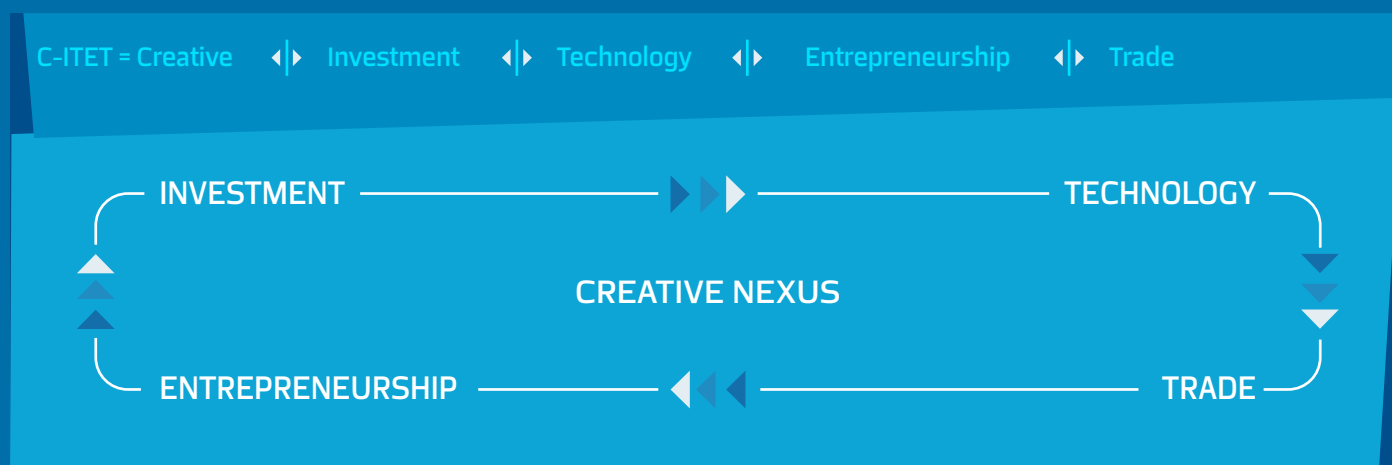 C-ITET = Creative Investment Technology Entrepreneurship Trade
INVESTMENT TECHNOLOGY
CREATIVE NEXUS
ENTREPRENEURSHIP TRADE